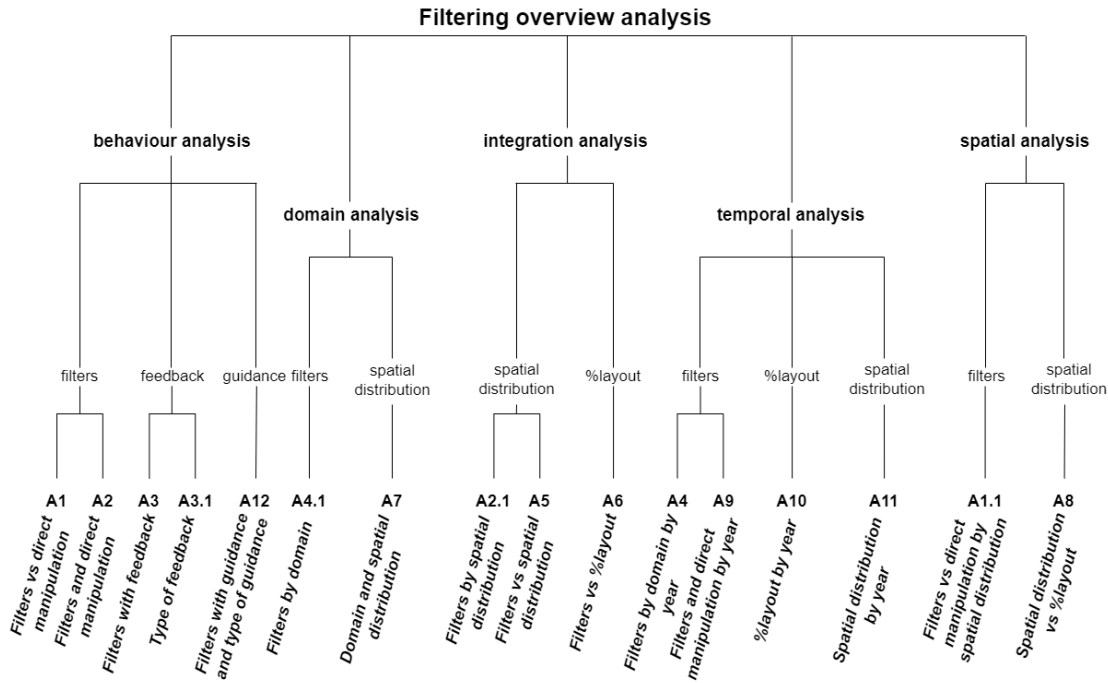 Filtering overview analysis
behaviour analysis
integration analysis
spatial analysis
domain analysis
temporal analysis
filters
feedback
guidance
filters
spatial
distribution
spatial
distribution
%layout
filters
%layout
spatial
distribution
filters
spatial
distribution
A1
A2
A3
A3.1
A12
A4.1
A7
A2.1
A5
A6
A4
A9
A10
A11
A1.1
A8
Filters vs direct
manipulation
Filters and direct
manipulation
Filters with feedback
Type of feedback
Filters with guidance
and type of guidance
Filters by domain
Domain and spatial
distribution
Filters by spatial
distribution
Filters vs spatial
distribution
Filters vs %layout
Filters by domain by
year
Filters and direct
manipulation by year
%layout by year
Spatial distribution
by year
Filters vs direct
manipulation by
spatial distribution
Spatial distribution
vs %layout